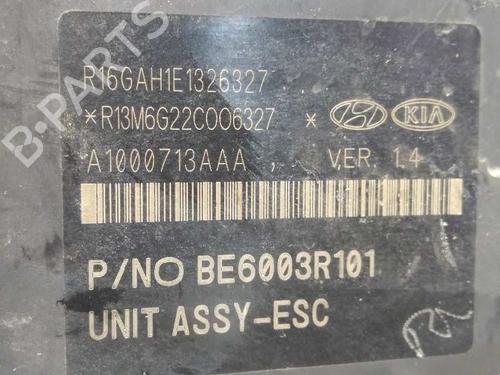 R16GAH1E1326327
*R13M6G22C006327 *
KIA
A1000713AAA , VER. 1.4
P/NO BE6003R101
UNIT ASSY-ESC
B-PARTS